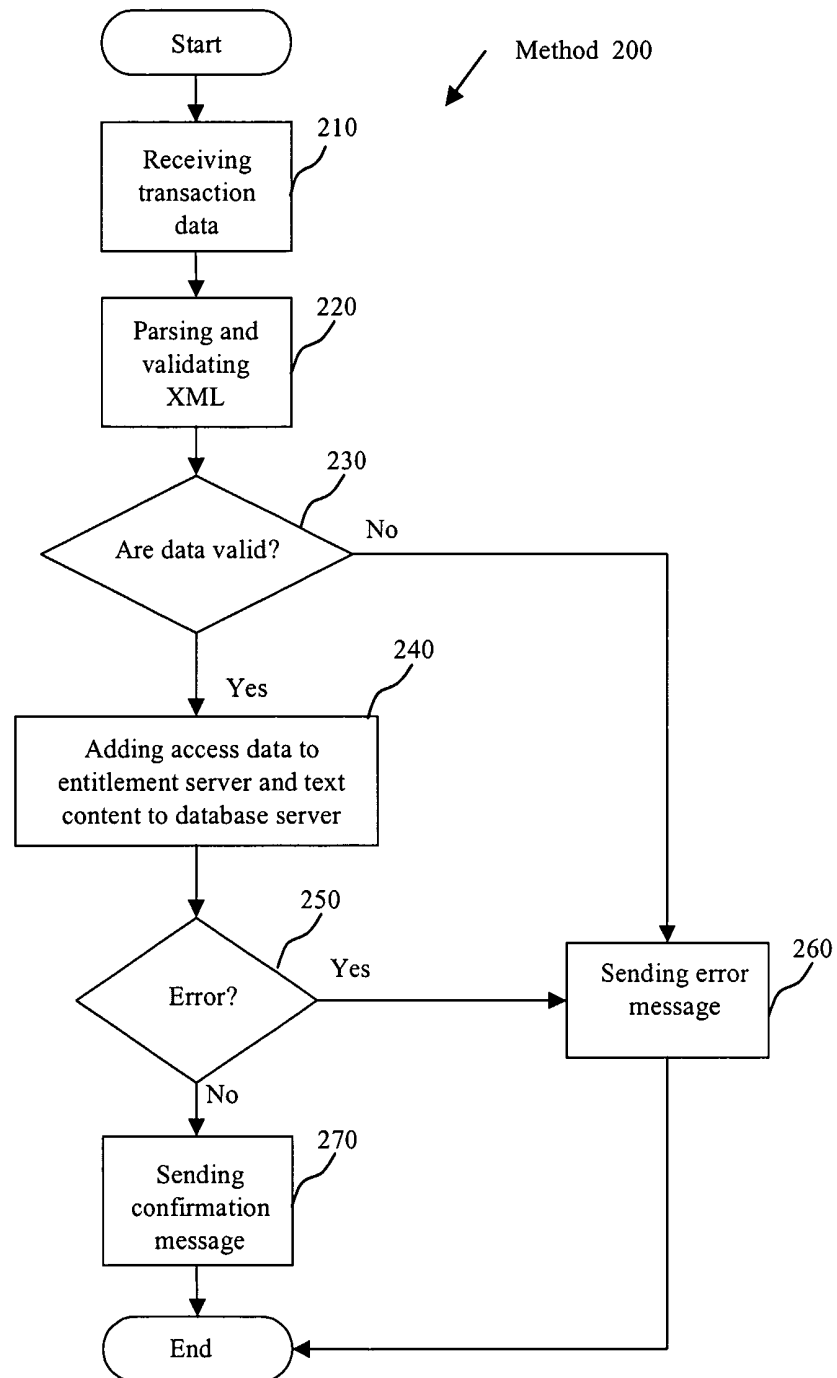 Start
Method 200
210
Receiving
transaction
data
220
Parsing and
validating
XML
230
Are data valid?
No
Yes
240
Adding access data to
entitlement server and text
content to database server
250
Error?
Yes
260
Sending error
message
No
270
Sending
confirmation
message
End